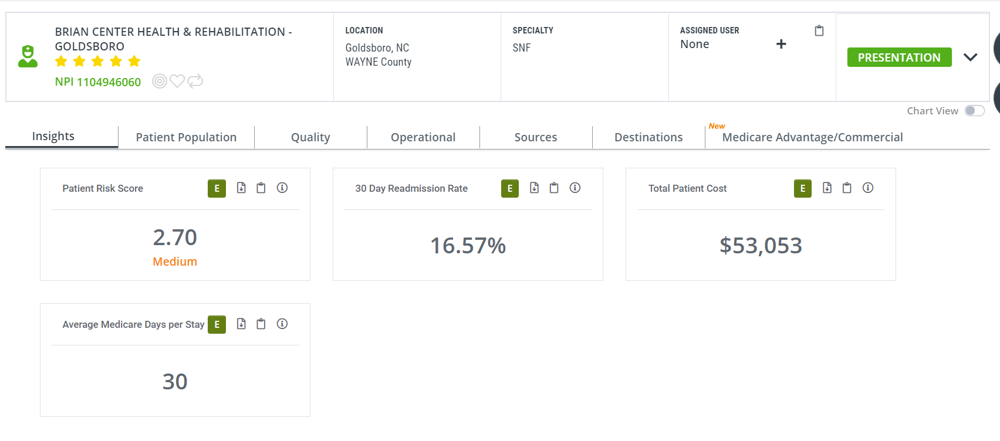 BRIAN CENTER HEALTH & REHABILITATION -
GOLDSBORO
NPI 1104946060
LOCATION
Goldsboro, NC
WAYNE County
SPECIALTY
SNF
ASSIGNED USER
None
PRESENTATION
Chart View
Insights
Patient Population
Quality
Operational
Sources
Destinations
New
Medicare Advantage/Commercial
Patient Risk Score
E
2.70
Medium
30 Day Readmission Rate
E
16.57%
Total Patient Cost
E
$53,053
Average Medicare Days per Stay
E
30